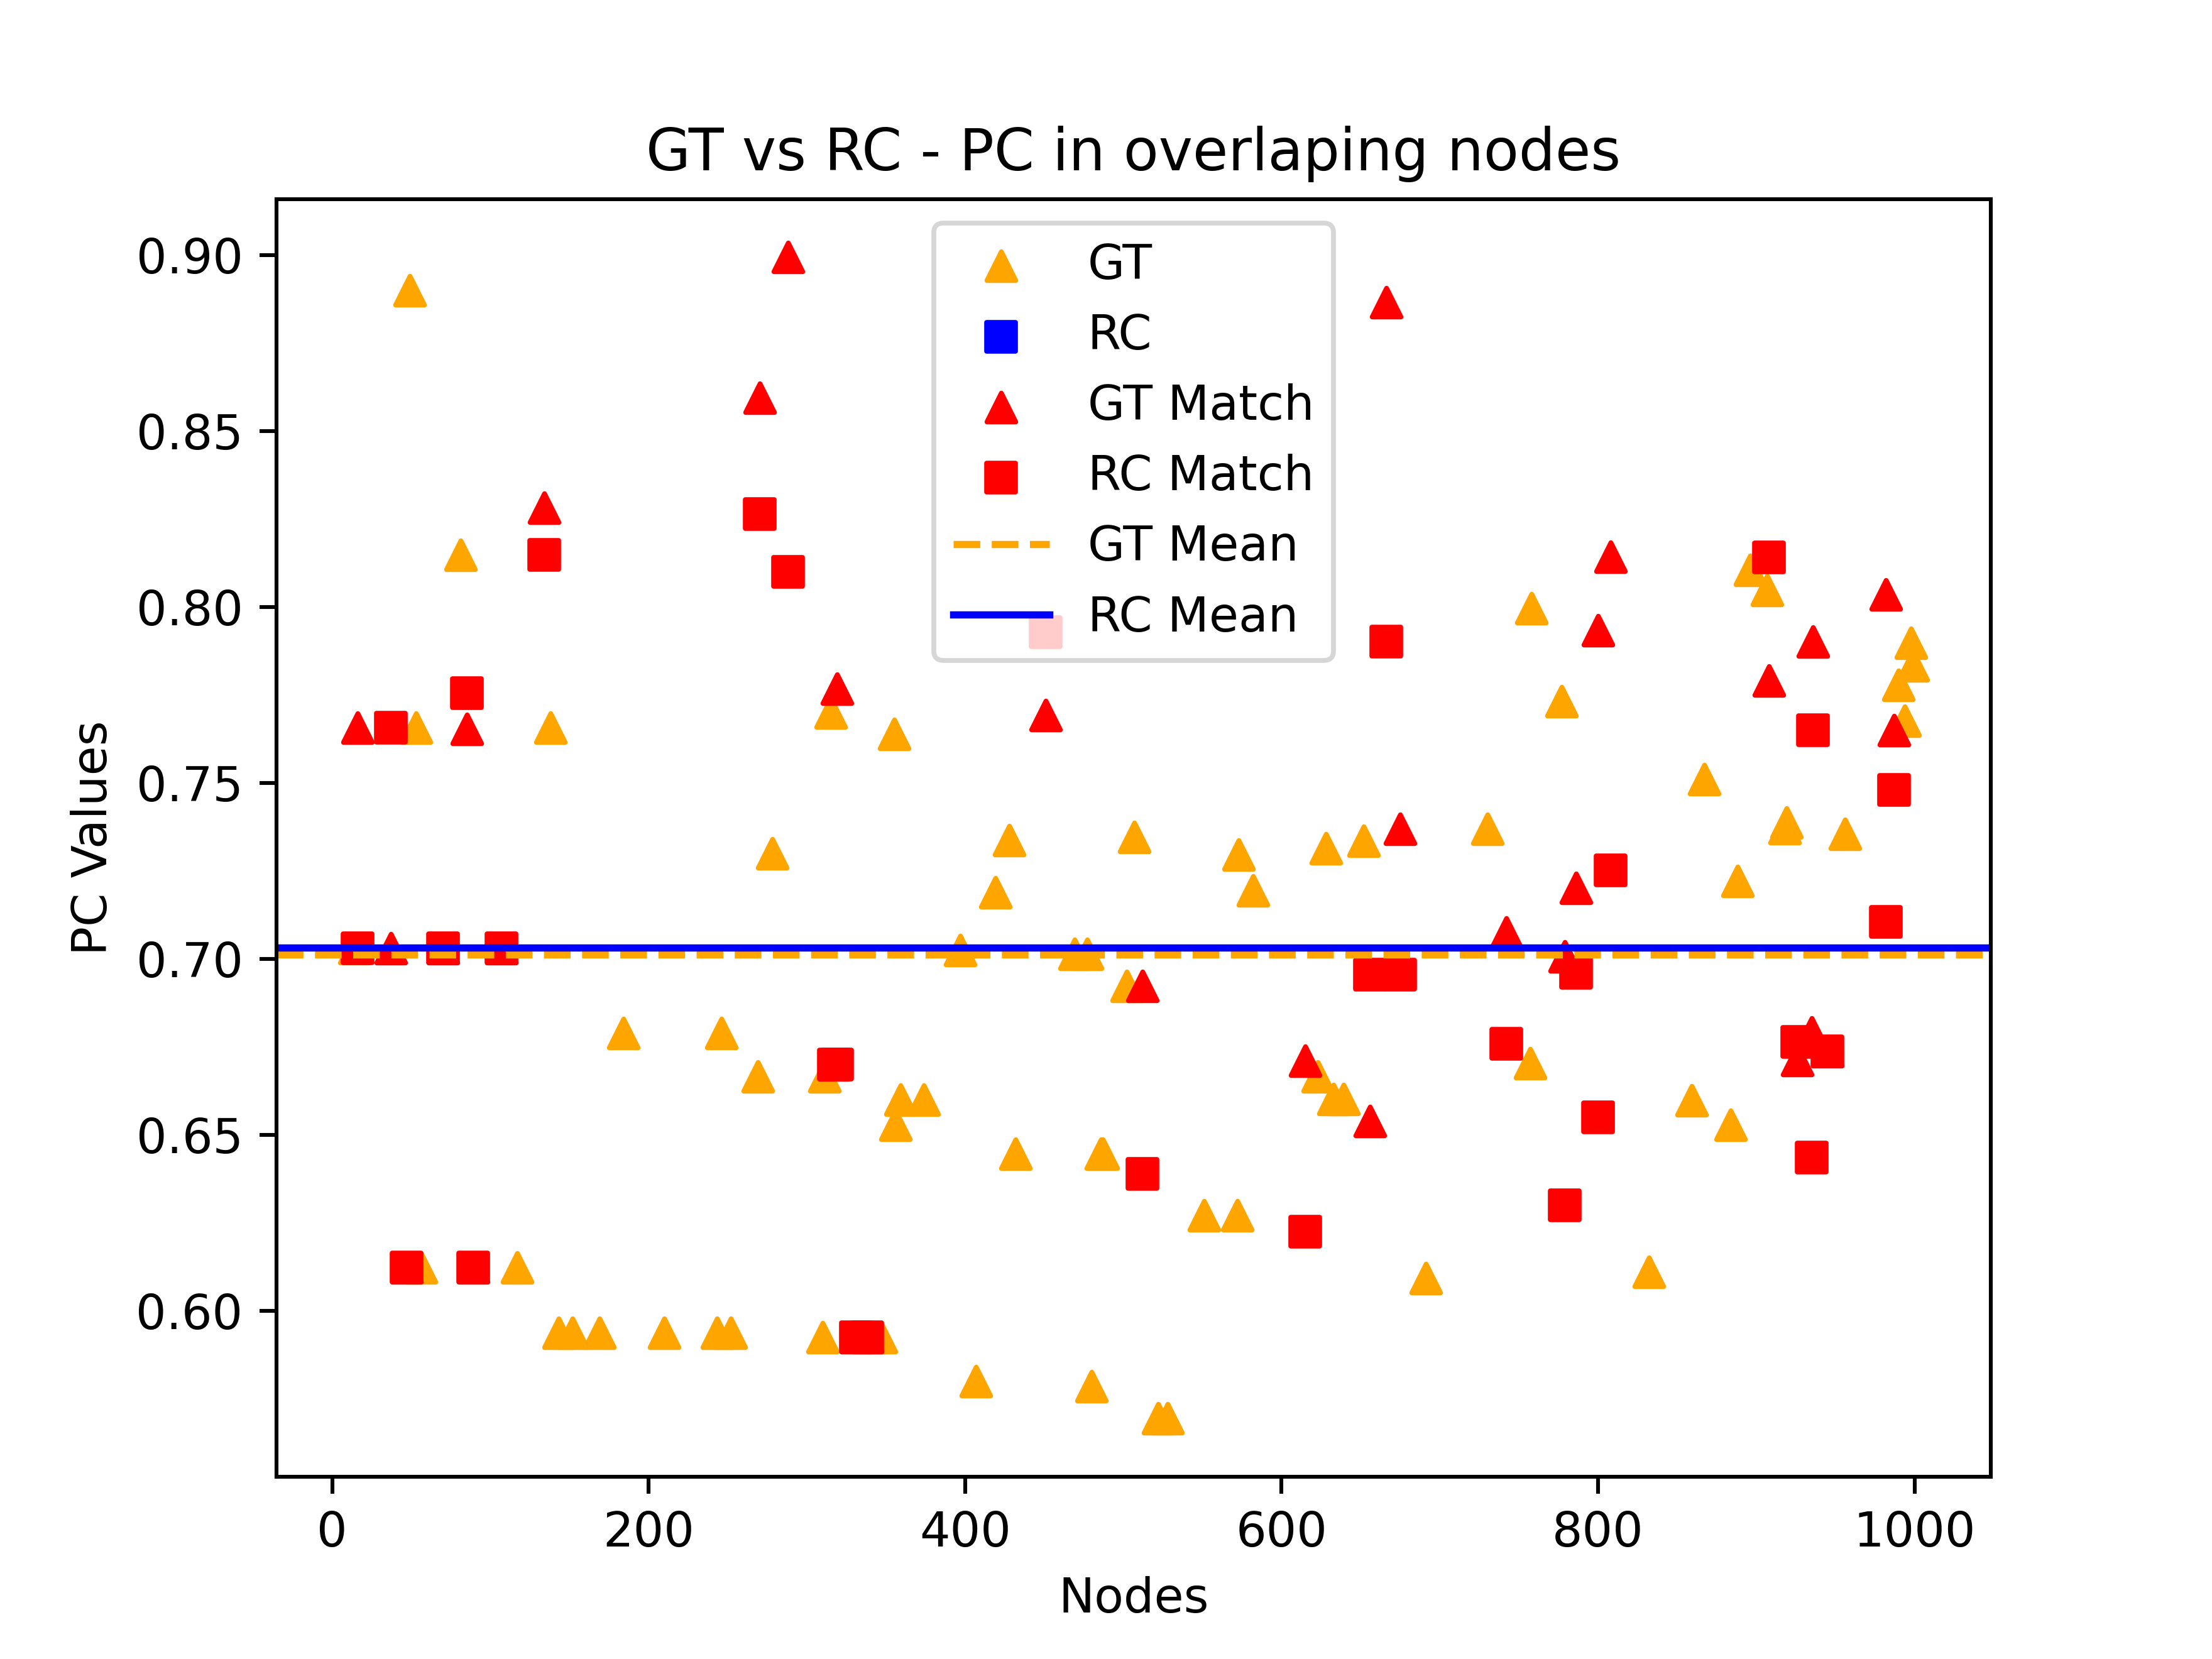 GT vs RC - PC in overlaping nodes
GT
RC
GT Match
RC Match
GT Mean
RC Mean
PC Values
0.90
0.85
0.80
0.75
0.70
0.65
0.60
0 200 400 600 800 1000
Nodes